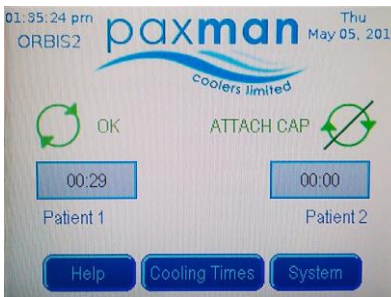 01:35:24 pm
ORBIS2
paxman
coolers limited
Thu
May 05, 201
OK
ATTACH CAP
00:29
00:00
Patient 1
Patient 2
Help
Cooling Times
System